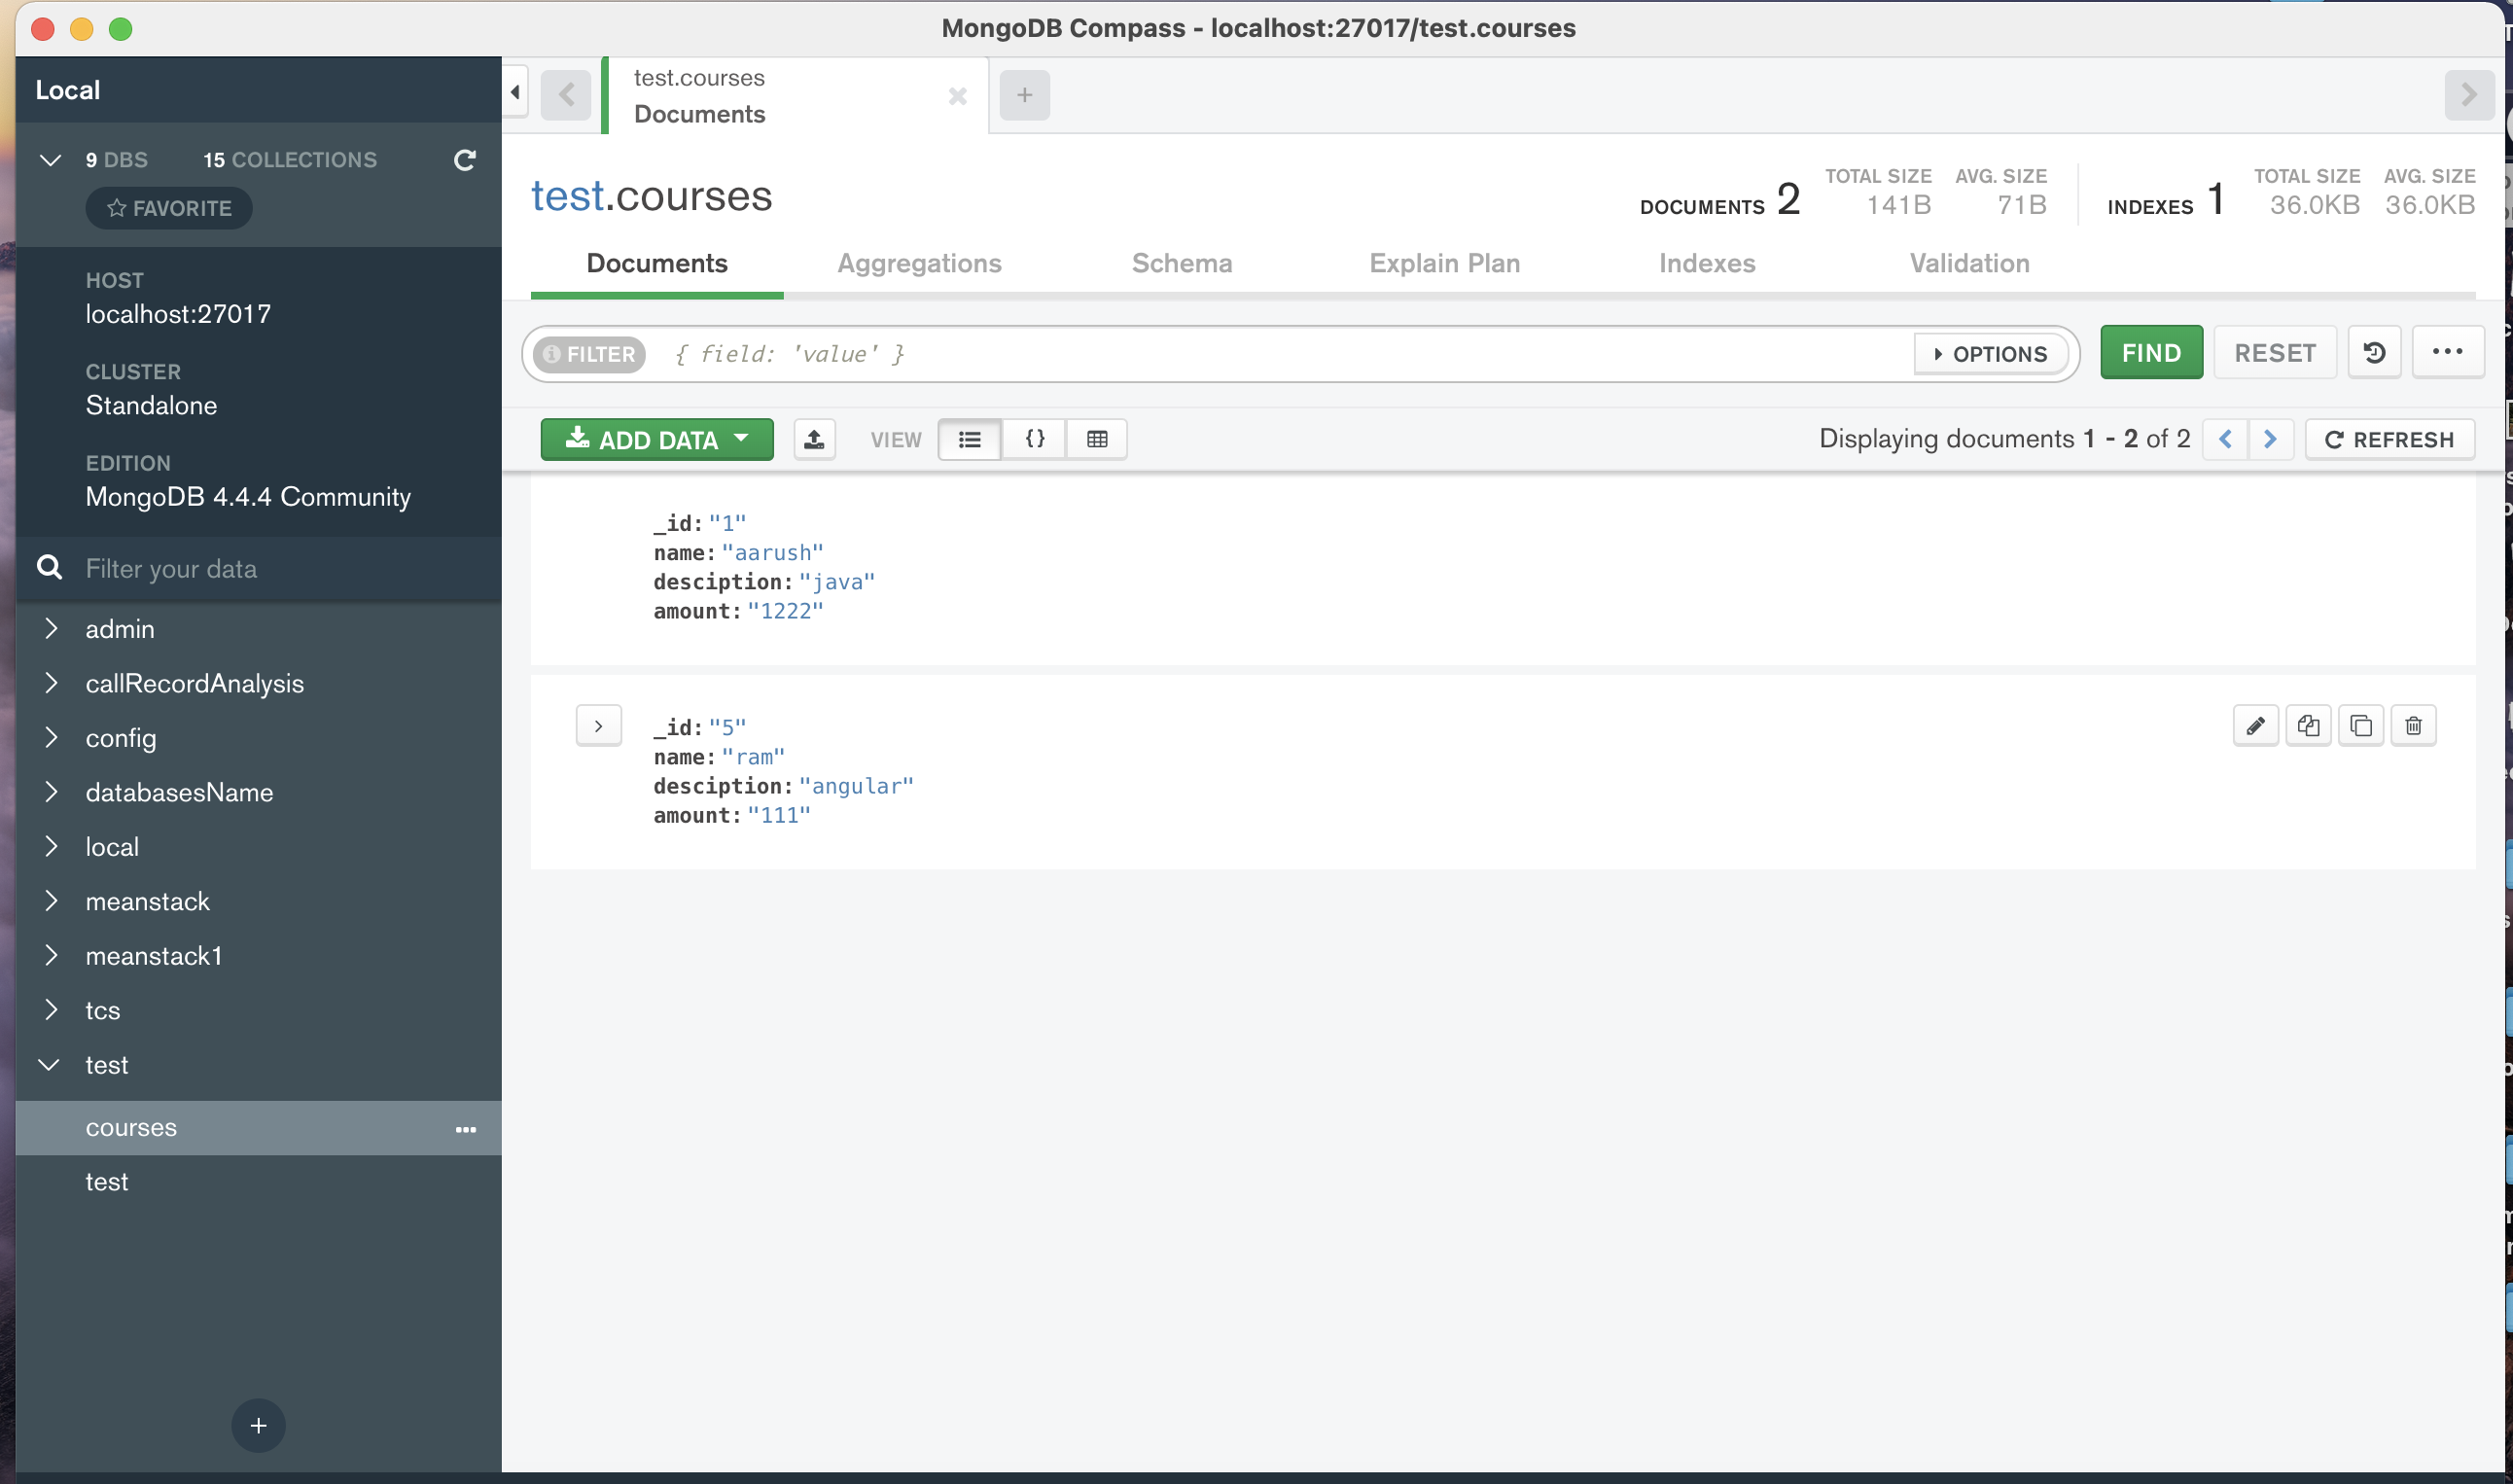 MongoDB Compass - localhost:27017/test.courses
Local
9 DBS 15 COLLECTIONS
FAVORITE
HOST
localhost:27017
CLUSTER
Standalone
EDITION
MongoDB 4.4.4 Community
Filter your data
admin
callRecordAnalysis
config
databasesName
local
meanstack
meanstack1
tcs
test
courses
test
test.courses
Documents
test.courses
DOCUMENTS 2 TOTAL SIZE 141B AVG. SIZE 71B INDEXES 1 TOTAL SIZE 36.0KB AVG. SIZE 36.0KB
Documents Aggregations Schema Explain Plan Indexes Validation
FILTER { field: 'value' } OPTIONS FIND RESET
ADD DATA VIEW {} Displaying documents 1 - 2 of 2 REFRESH
_id: "1"
name: "aarush"
desciption: "java"
amount: "1222"
_id: "5"
name: "ram"
desciption: "angular"
amount: "111"